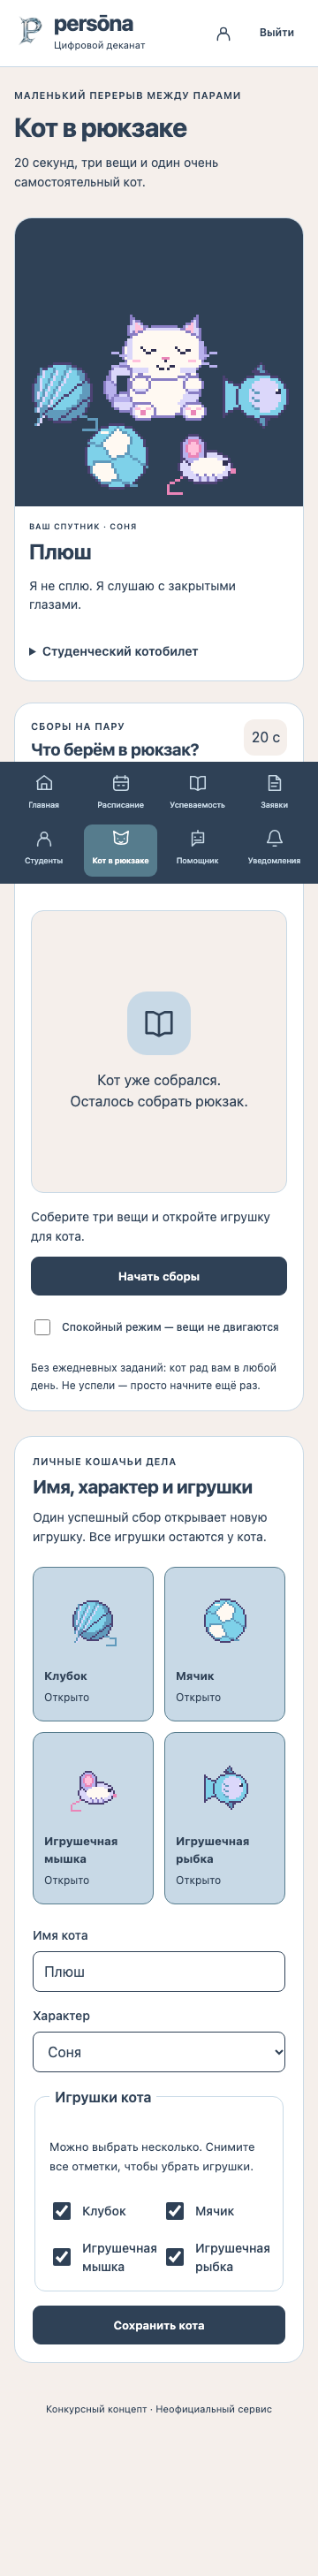 persōna
Цифровой деканат
Выйти
МАЛЕНЬКИЙ ПЕРЕРЫВ МЕЖДУ ПАРАМИ
Кот в рюкзаке
20 секунд, три вещи и один очень
самостоятельный кот.
ВАШ СПУТНИК · СОНЯ
Плюш
Я не сплю. Я слушаю с закрытыми
глазами.
Студенческий котобилет
СБОРЫ НА ПАРУ
Что берём в рюкзак?
20 с
Главная
Расписание
Успеваемость
Заявки
Студенты
Кот в рюкзаке
Помощник
Уведомления
Кот уже собрался.
Осталось собрать рюкзак.
Соберите три вещи и откройте игрушку
для кота.
Начать сборы
Спокойный режим — вещи не двигаются
Без ежедневных заданий: кот рад вам в любой
день. Не успели — просто начните ещё раз.
ЛИЧНЫЕ КОШАЧЬИ ДЕЛА
Имя, характер и игрушки
Один успешный сбор открывает новую
игрушку. Все игрушки остаются у кота.
Клубок
Открыто
Мячик
Открыто
Игрушечная
мышка
Открыто
Игрушечная
рыбка
Открыто
Имя кота
Плюш
Характер
Соня
Игрушки кота
Можно выбрать несколько. Снимите
все отметки, чтобы убрать игрушки.
Клубок
Мячик
Игрушечная
мышка
Игрушечная
рыбка
Сохранить кота
Конкурсный концепт · Неофициальный сервис